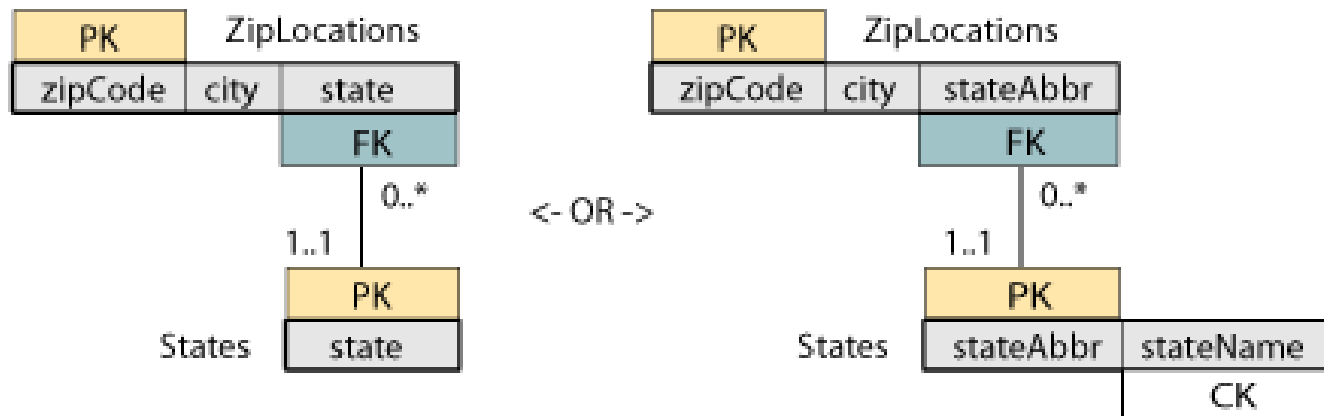 PK ZipLocations
zipCode city state
FK
0..*
1..1
PK
States state
<- OR ->
PK ZipLocations
zipCode city stateAbbr
FK
0..*
1..1
PK
States stateAbbr stateName
CK